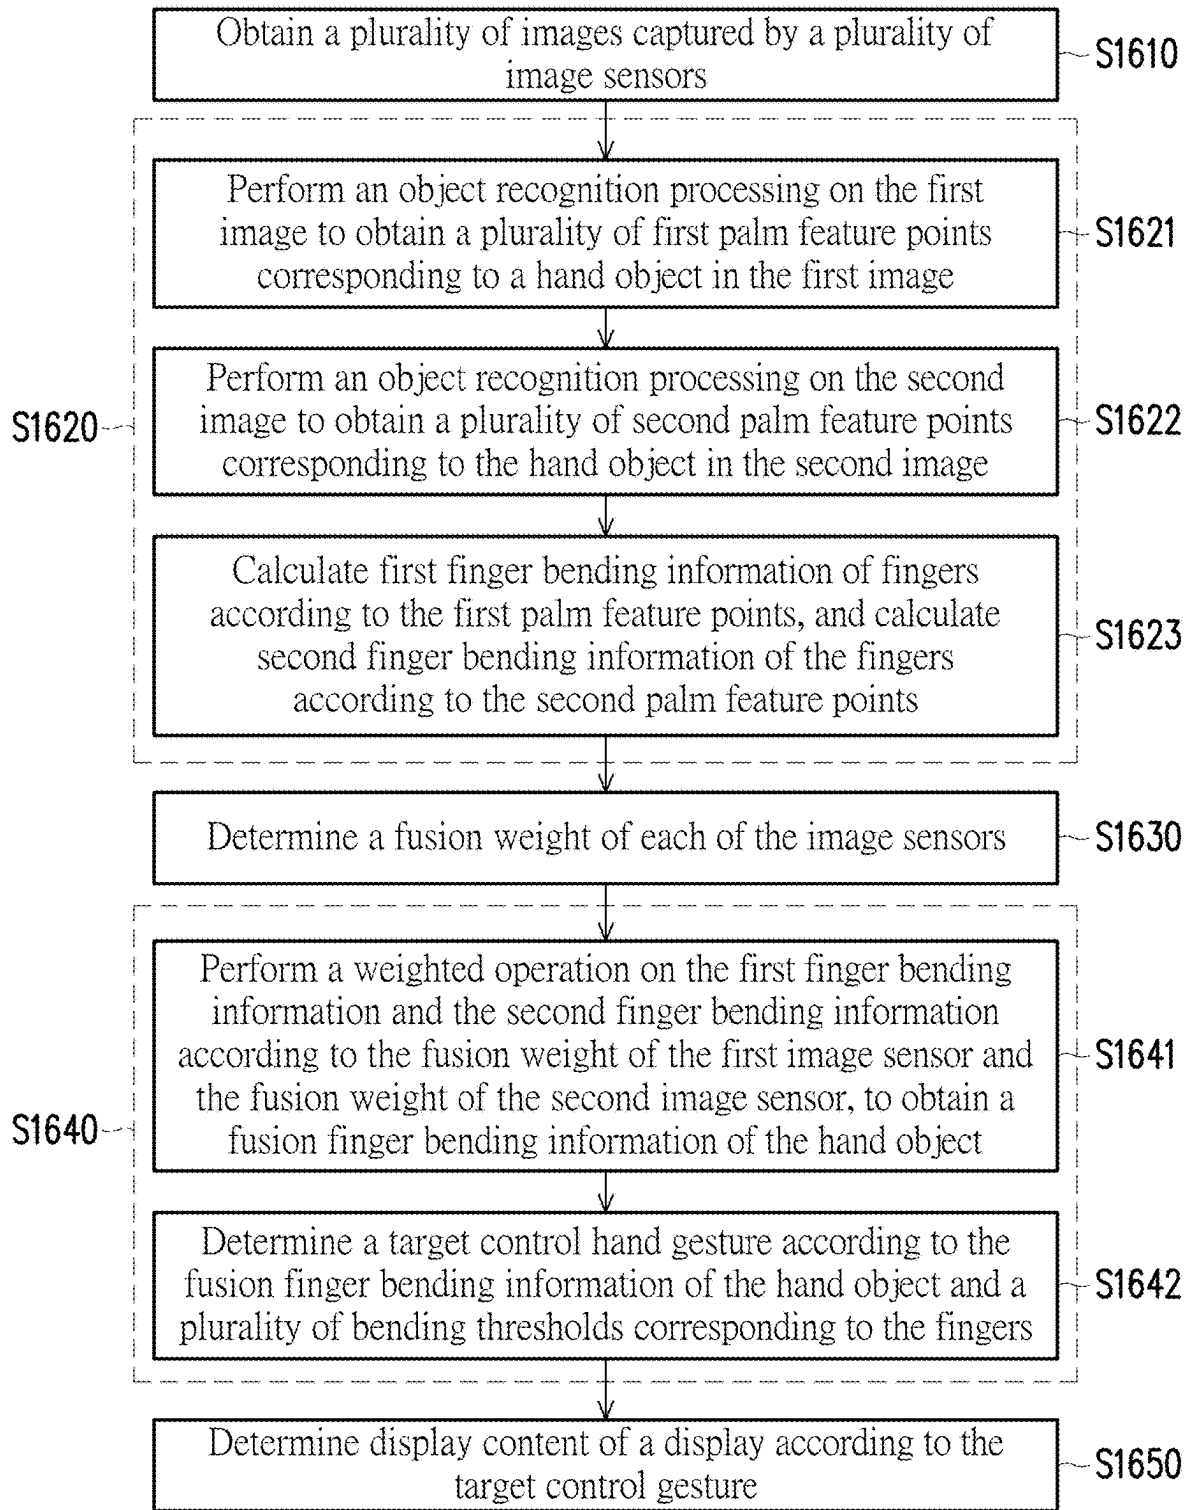 Obtain a plurality of images captured by a plurality of
image sensors
S1610
Perform an object recognition processing on the first
image to obtain a plurality of first palm feature points
corresponding to a hand object in the first image
S1621
Perform an object recognition processing on the second
image to obtain a plurality of second palm feature points
corresponding to the hand object in the second image
S1622
S1620
Calculate first finger bending information of fingers
according to the first palm feature points, and calculate
second finger bending information of the fingers
according to the second palm feature points
S1623
Determine a fusion weight of each of the image sensors
S1630
Perform a weighted operation on the first finger bending
information and the second finger bending information
according to the fusion weight of the first image sensor and
the fusion weight of the second image sensor, to obtain a
fusion finger bending information of the hand object
S1641
S1640
Determine a target control hand gesture according to the
fusion finger bending information of the hand object and a
plurality of bending thresholds corresponding to the fingers
S1642
Determine display content of a display according to the
target control gesture
S1650